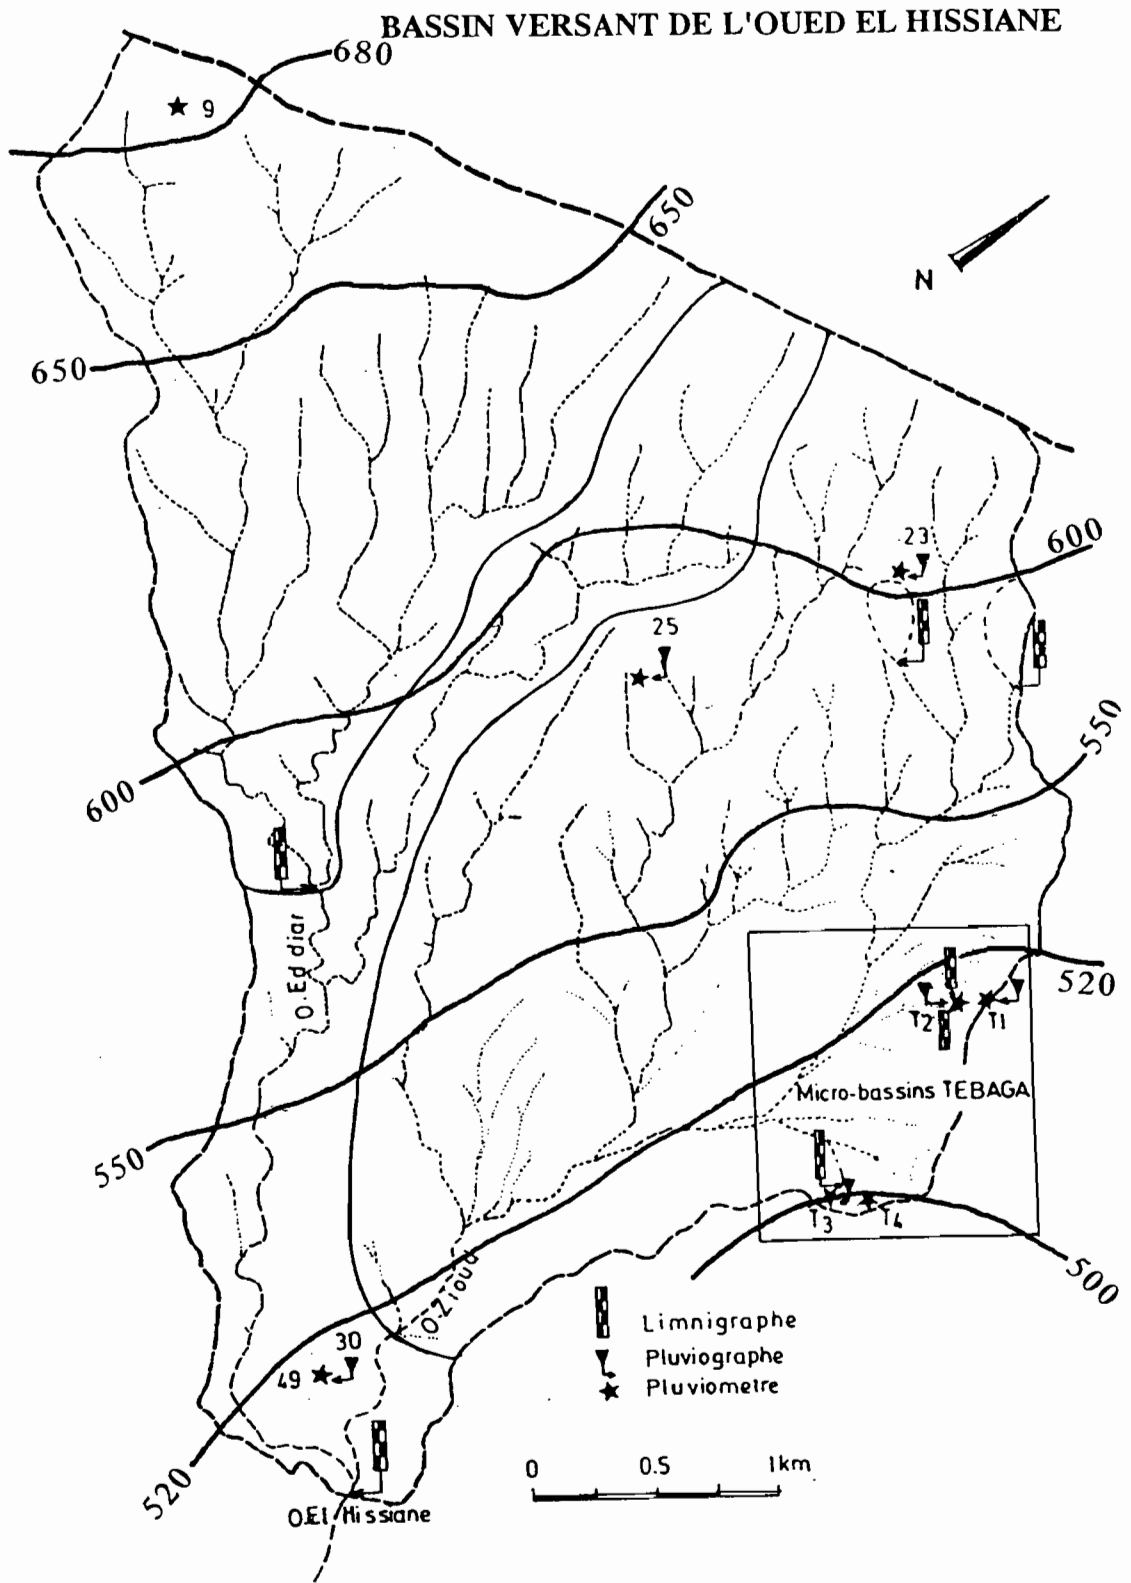 BASSIN VERSANT DE L'OUED EL HISSIANE
680
9
650
N
650
23
600
25
550
600
O.Ed diar
520
T2
T1
Micro-bassins TEBAGA
550
T3
T4
O.Zioud
500
Limnigraphe
30
Pluviographe
49
Pluviometre
0 0.5 1km
520
O.El Hissiane